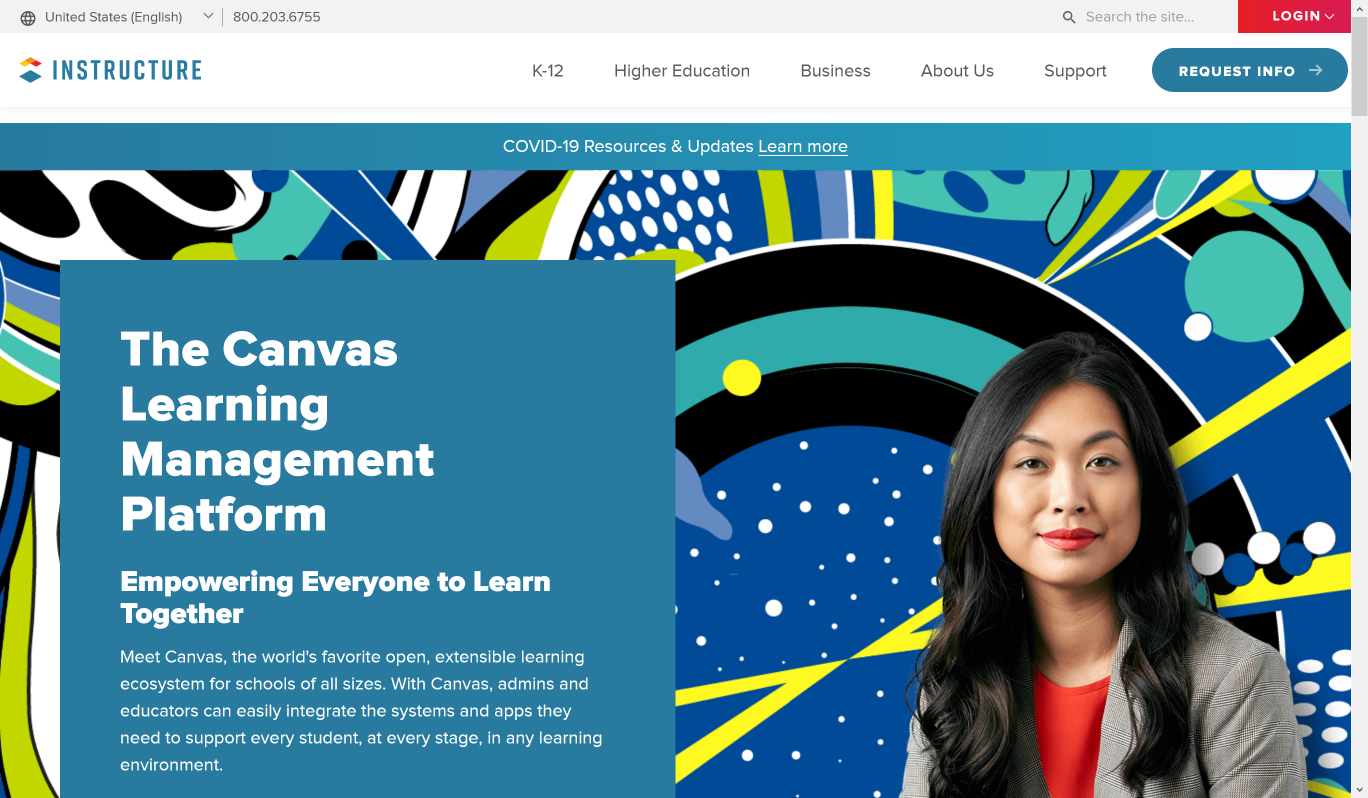 United States (English)
800.203.6755
Search the site...
LOGIN
INSTRUCTURE
K-12
Higher Education
Business
About Us
Support
REQUEST INFO
COVID-19 Resources & Updates Learn more
The Canvas
Learning
Management
Platform
Empowering Everyone to Learn
Together
Meet Canvas, the world's favorite open, extensible learning
ecosystem for schools of all sizes. With Canvas, admins and
educators can easily integrate the systems and apps they
need to support every student, at every stage, in any learning
environment.